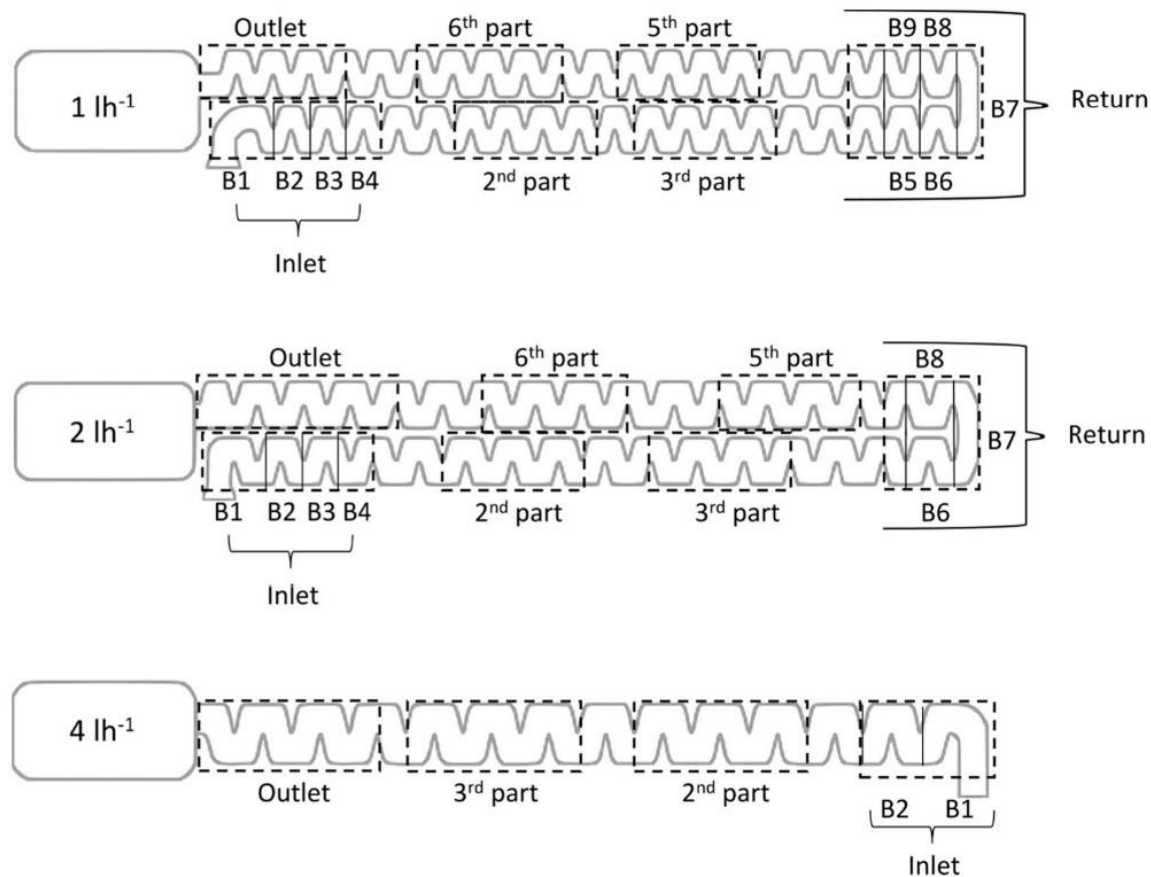 Outlet 6th part 5th part B9 B8
1 lh-1 B7 Return
B1 B2 B3 B4 2nd part 3rd part B5 B6
Inlet
Outlet 6th part 5th part B8
2 lh-1 B7 Return
B1 B2 B3 B4 2nd part 3rd part B6
Inlet
4 lh-1
Outlet 3rd part 2nd part B2 B1
Inlet